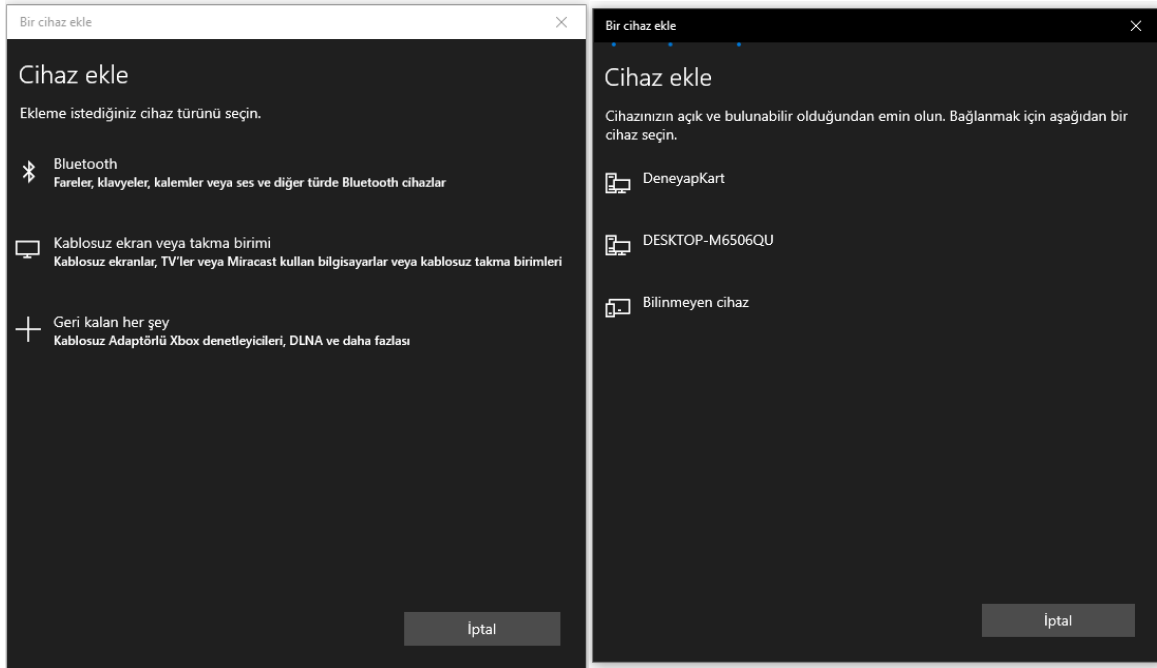 Bir cihaz ekle
Cihaz ekle
Ekleme istediğiniz cihaz türünü seçin.
Bluetooth
Fareler, klavyeler, kalemler veya ses ve diğer türde Bluetooth cihazlar
Kablosuz ekran veya takma birimi
Kablosuz ekranlar, TV'ler veya Miracast kullan bilgisayarlar veya kablosuz takma birimleri
Geri kalan her şey
Kablosuz Adaptörlü Xbox denetleyicileri, DLNA ve daha fazlası
İptal
Bir cihaz ekle
Cihaz ekle
Cihazınızın açık ve bulunabilir olduğundan emin olun. Bağlanmak için aşağıdan bir
cihaz seçin.
DeneyapKart
DESKTOP-M6506QU
Bilinmeyen cihaz
İptal